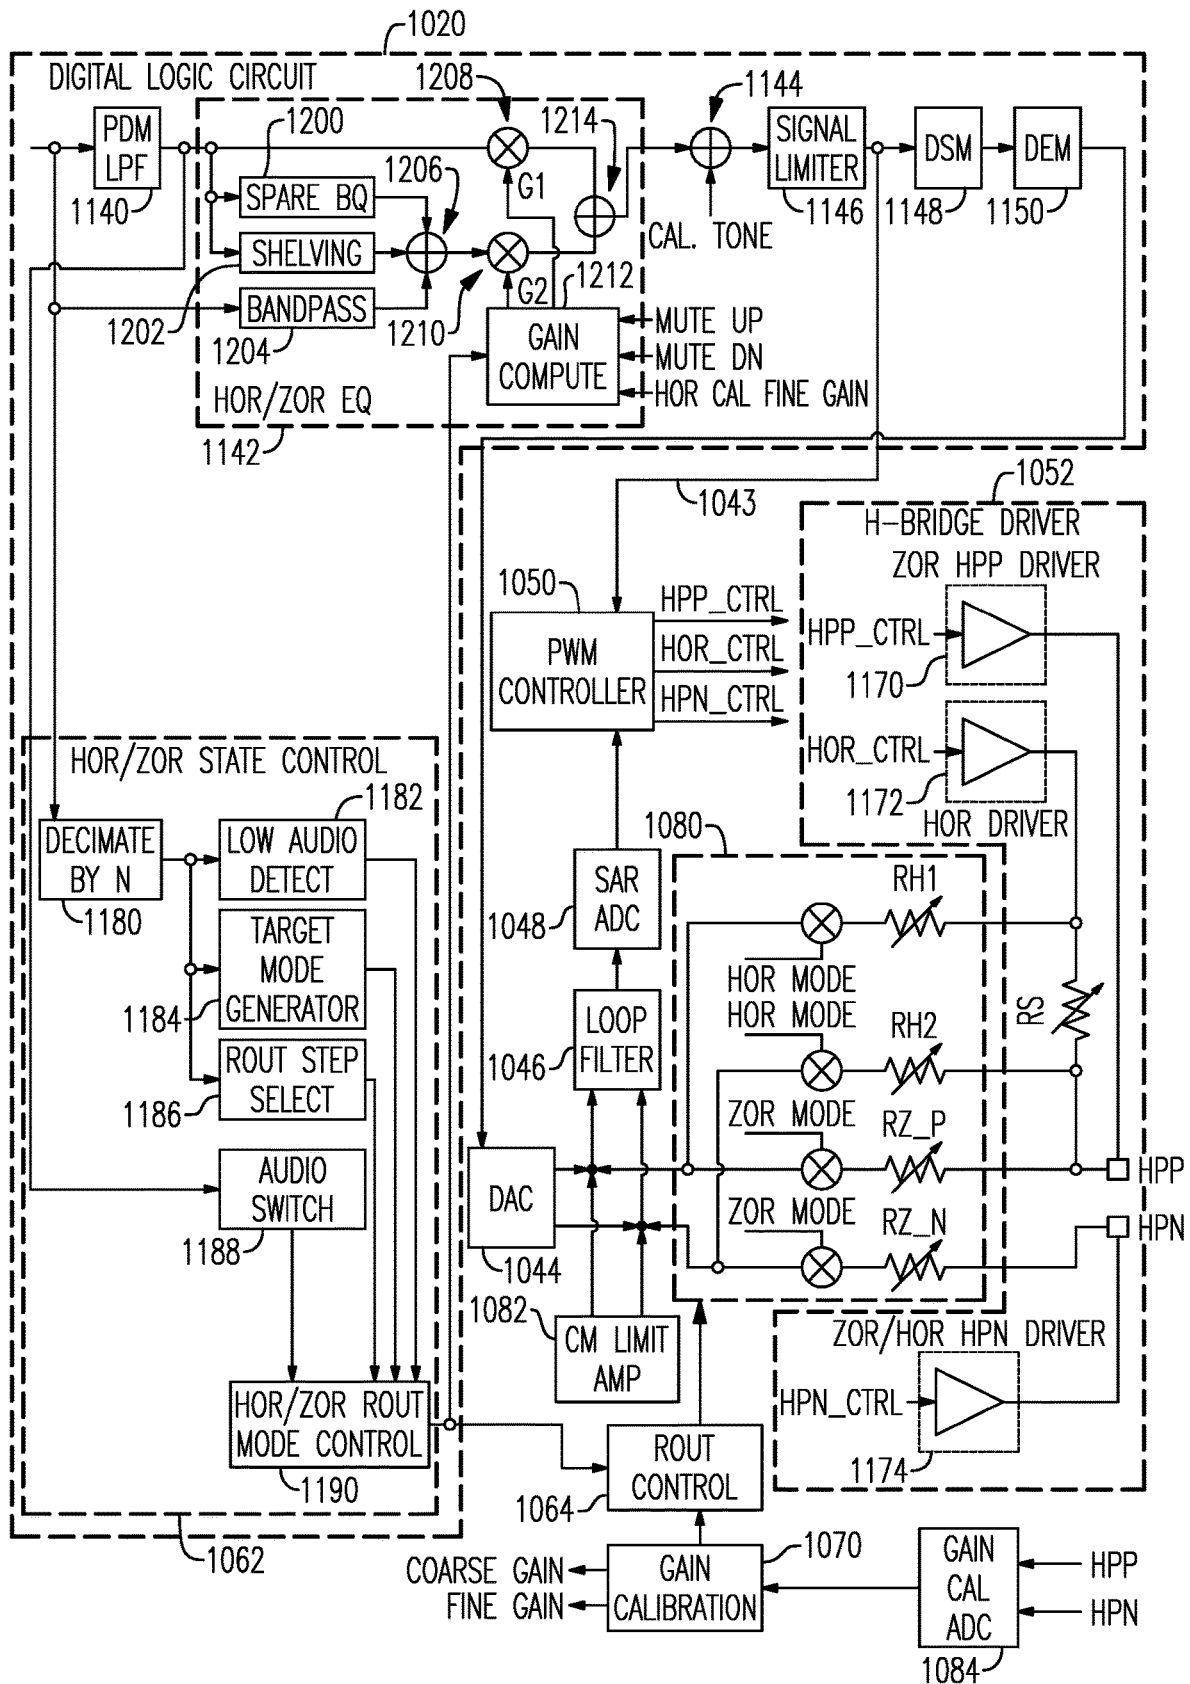 1020
DIGITAL LOGIC CIRCUIT
1208
1144
1200
1214
PDM
LPF
1140
SPARE BQ
1206
G1
SIGNAL
LIMITER
1146
DSM
1148
DEM
1150
CAL. TONE
SHELVING
1202
BANDPASS
1204
1210
G2
1212
GAIN
COMPUTE
MUTE UP
MUTE DN
HOR CAL FINE GAIN
HOR/ZOR EQ
1142
1043
1052
H-BRIDGE DRIVER
ZOR HPP DRIVER
1050
PWM
CONTROLLER
HPP_CTRL
HOR_CTRL
HPN_CTRL
HPP_CTRL
1170
HOR_CTRL
1172
HOR DRIVER
HOR/ZOR STATE CONTROL
1182
DECIMATE
BY N
1180
LOW AUDIO
DETECT
TARGET
MODE
GENERATOR
1184
ROUT STEP
SELECT
1186
AUDIO
SWITCH
1188
1080
SAR
ADC
1048
LOOP
FILTER
1046
RH1
HOR MODE
HOR MODE
RH2
RS
ZOR MODE
RZ_P
HPP
ZOR MODE
RZ_N
HPN
DAC
1044
1082
CM LIMIT
AMP
ZOR/HOR HPN DRIVER
HPN_CTRL
1174
HOR/ZOR ROUT
MODE CONTROL
1190
ROUT
CONTROL
1064
1062
COARSE GAIN
FINE GAIN
GAIN
CALIBRATION
1070
GAIN
CAL
ADC
1084
HPP
HPN